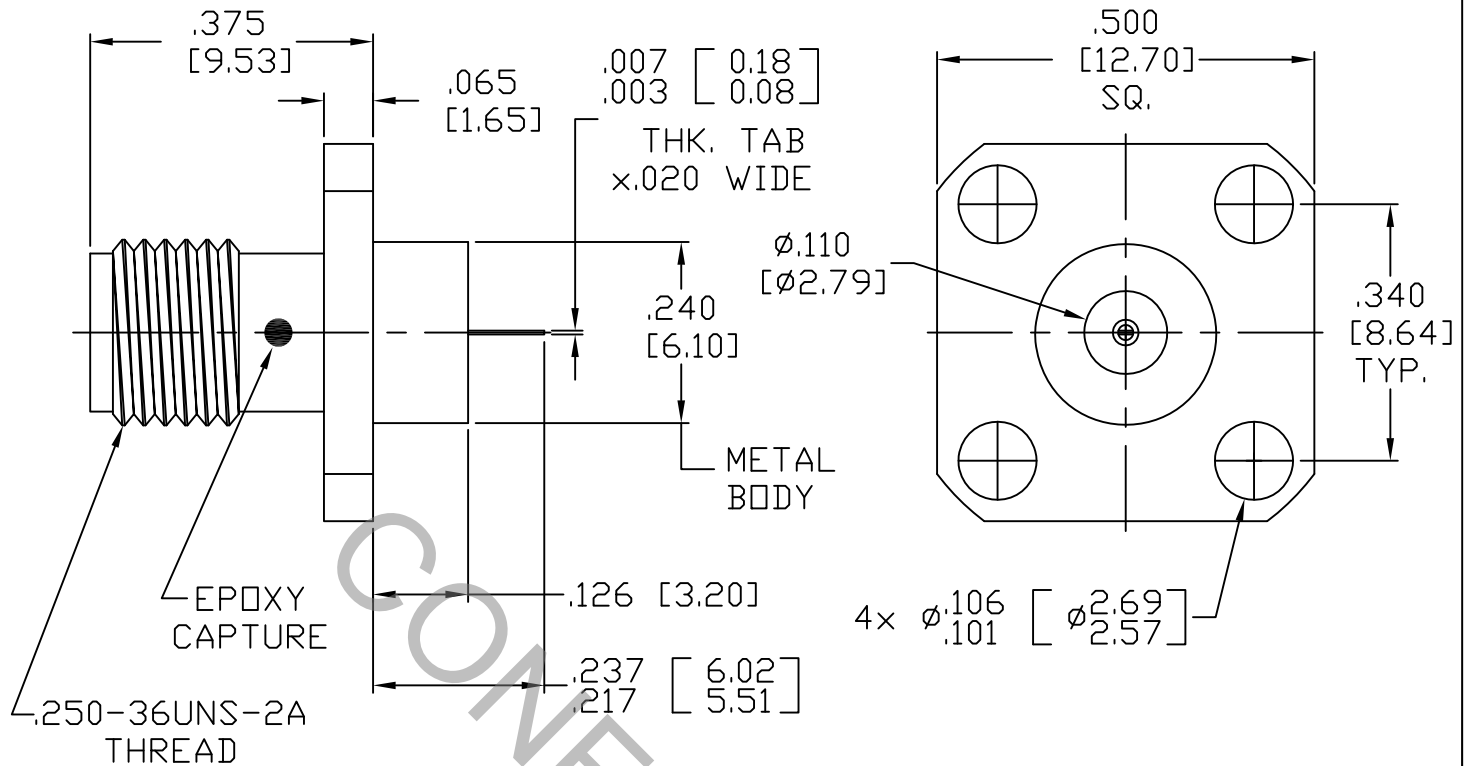 .375
[9.53]
.065
[1.65]
.007 [ 0.18 ]
.003 [ 0.08 ]
THK. TAB
x.020 WIDE
.500
[12.70]
SQ.
ø.110
[ø2.79]
.240
[6.10]
.340
[8.64]
TYP.
METAL
BODY
EPOXY
CAPTURE
.126 [3.20]
.237 [ 6.02 ]
.217 [ 5.51 ]
4x ø.106 [ ø2.69 ]
.101 2.57
.250-36UNS-2A
THREAD